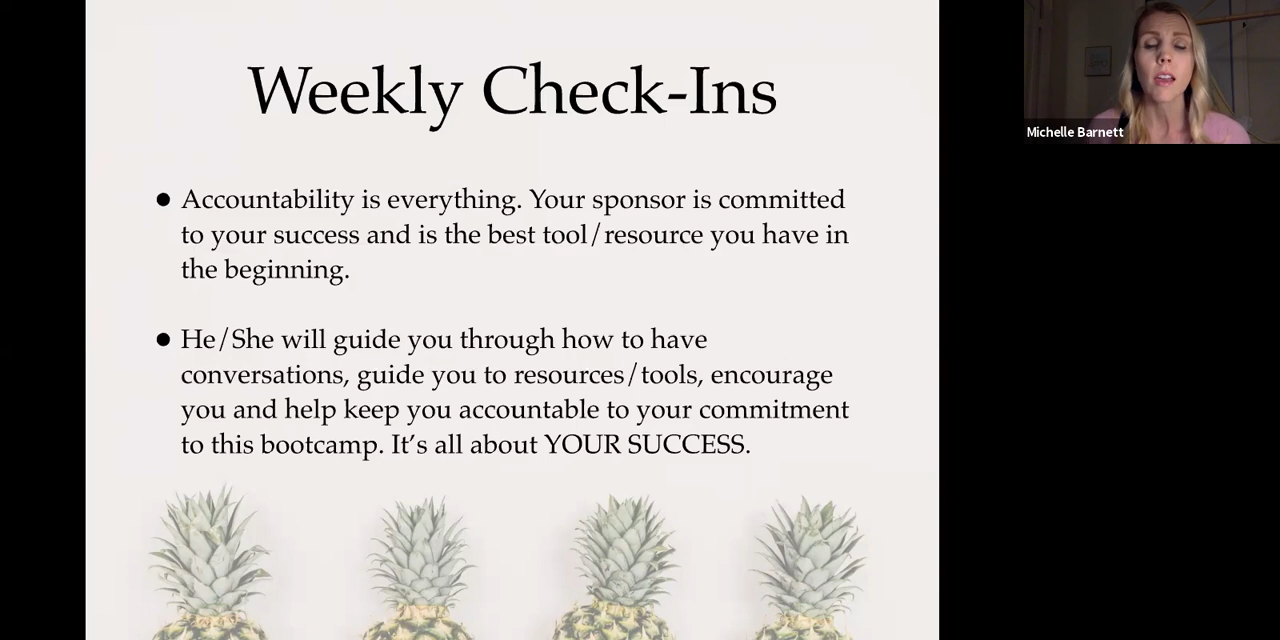 Weekly Check-Ins
● Accountability is everything. Your sponsor is committed
to your success and is the best tool/resource you have in
the beginning.
● He/She will guide you through how to have
conversations, guide you to resources/tools, encourage
you and help keep you accountable to your commitment
to this bootcamp. It’s all about YOUR SUCCESS.
Michelle Barnett